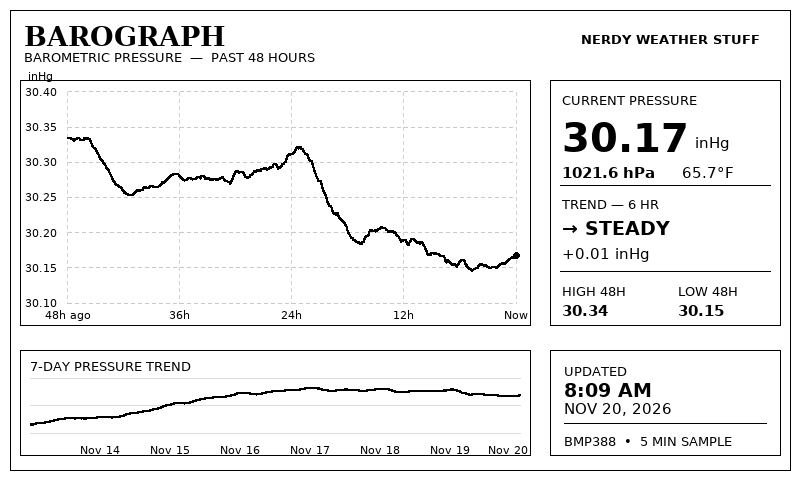 BAROGRAPH
BAROMETRIC PRESSURE — PAST 48 HOURS
NERDY WEATHER STUFF
inHg
30.40
30.35
30.30
30.25
30.20
30.15
30.10
48h ago 36h 24h 12h Now
CURRENT PRESSURE
30.17 inHg
1021.6 hPa 65.7°F
TREND — 6 HR
→ STEADY
+0.01 inHg
HIGH 48H LOW 48H
30.34 30.15
7-DAY PRESSURE TREND
Nov 14 Nov 15 Nov 16 Nov 17 Nov 18 Nov 19 Nov 20
UPDATED
8:09 AM
NOV 20, 2026
BMP388 • 5 MIN SAMPLE